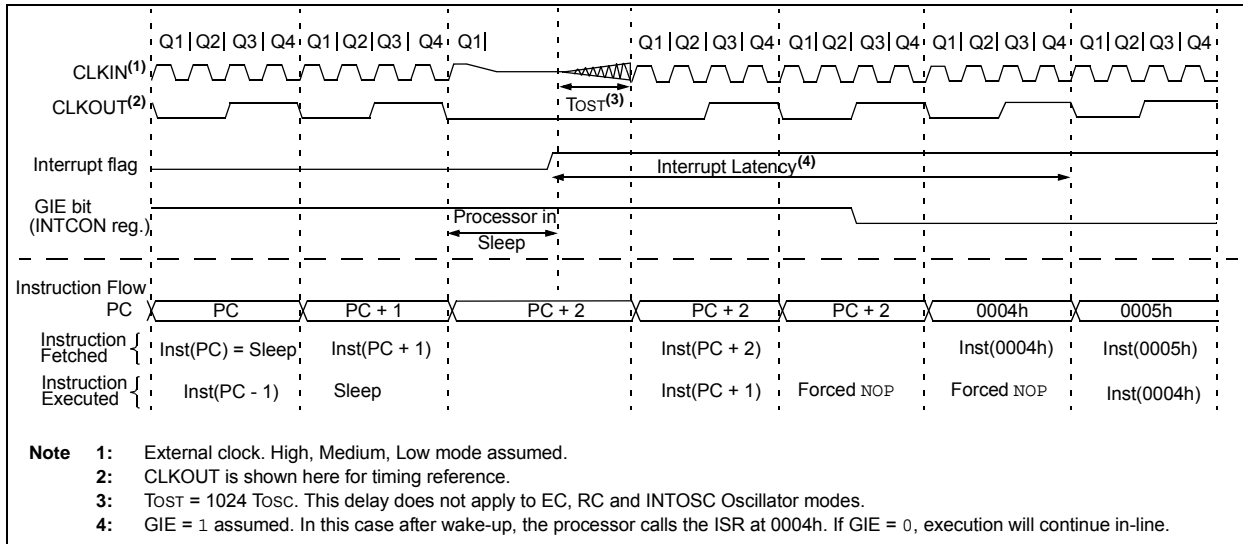 Q1| Q2| Q3| Q4 Q1| Q2| Q3| Q4 Q1| Q1| Q2| Q3| Q4 Q1| Q2| Q3| Q4 Q1| Q2| Q3| Q4 Q1| Q2| Q3| Q4
CLKIN(1)
CLKOUT(2)
TOST(3)
Interrupt flag
Interrupt Latency(4)
GIE bit
(INTCON reg.)
Processor in
Sleep
Instruction Flow
PC PC PC + 1 PC + 2 PC + 2 PC + 2 0004h 0005h
Instruction
Fetched { Inst(PC) = Sleep Inst(PC + 1) Inst(PC + 2) Inst(0004h) Inst(0005h)
Instruction
Executed { Inst(PC - 1) Sleep Inst(PC + 1) Forced NOP Forced NOP Inst(0004h)
Note 1: External clock. High, Medium, Low mode assumed.
2: CLKOUT is shown here for timing reference.
3: TOST = 1024 TOSC. This delay does not apply to EC, RC and INTOSC Oscillator modes.
4: GIE = 1 assumed. In this case after wake-up, the processor calls the ISR at 0004h. If GIE = 0, execution will continue in-line.